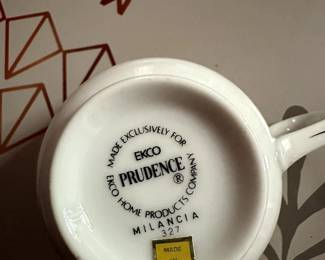 MADE EXCLUSIVELY FOR
EKCO
PRUDENCE ®
EKCO HOME PRODUCTS COMPANY
MILANCIA
327
MADE